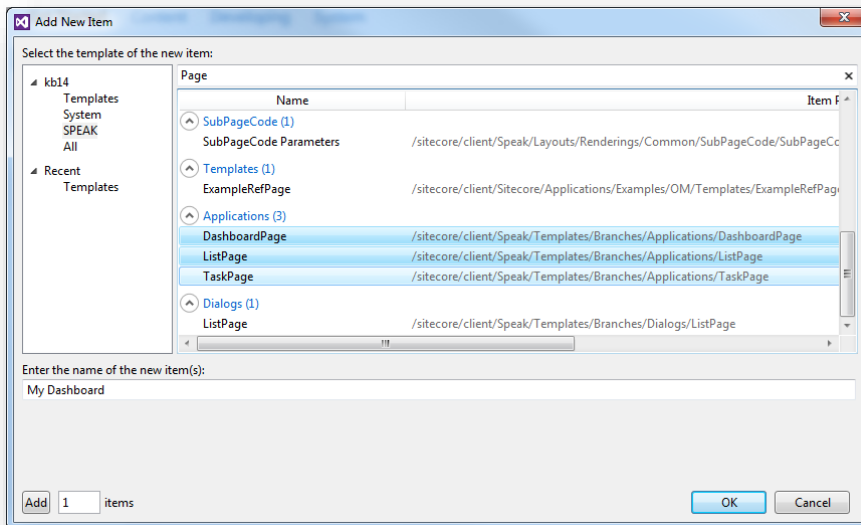 Add New Item
Select the template of the new item:
kb14
Templates
System
SPEAK
All
Recent
Templates
Page
Name
Item P
SubPageCode (1)
SubPageCode Parameters /sitecore/client/Speak/Layouts/Renderings/Common/SubPageCode/SubPageCo
Templates (1)
ExampleRefPage /sitecore/client/Sitecore/Applications/Examples/OM/Templates/ExampleRefPage
Applications (3)
DashboardPage /sitecore/client/Speak/Templates/Branches/Applications/DashboardPage
ListPage /sitecore/client/Speak/Templates/Branches/Applications/ListPage
TaskPage /sitecore/client/Speak/Templates/Branches/Applications/TaskPage
Dialogs (1)
ListPage /sitecore/client/Speak/Templates/Branches/Dialogs/ListPage
Enter the name of the new item(s):
My Dashboard
Add 1 items
OK Cancel